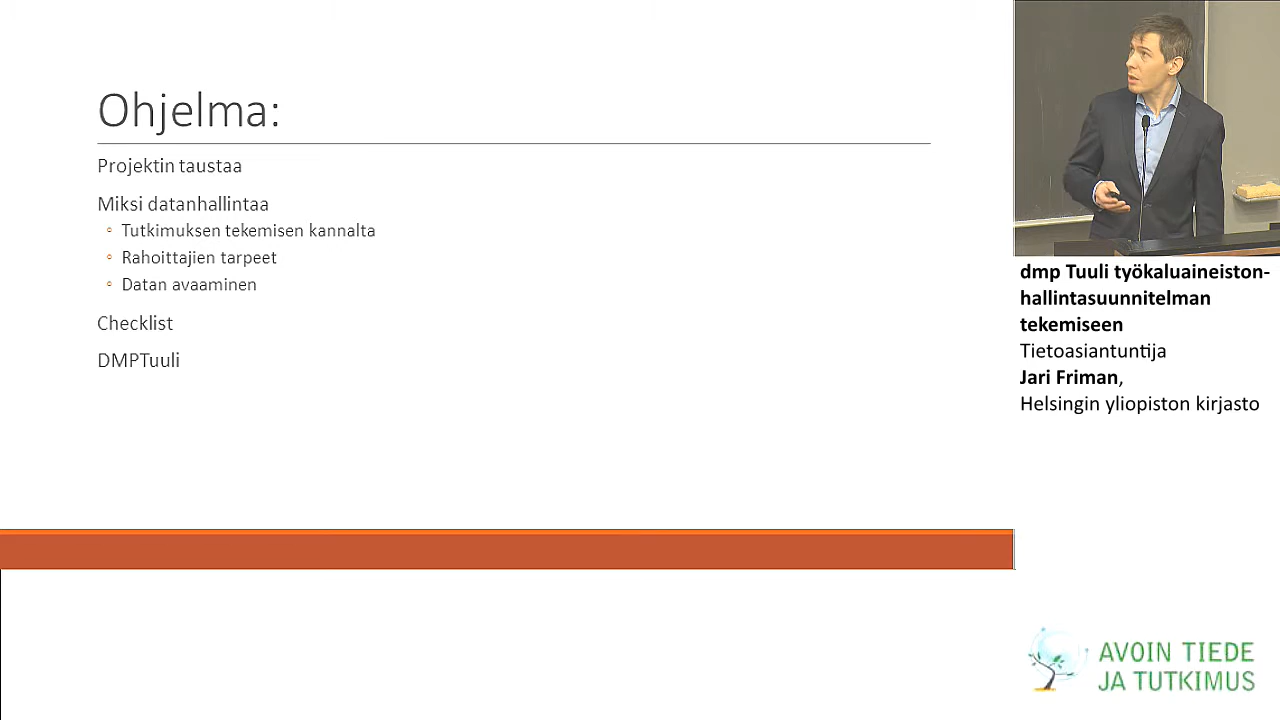 Ohjelma:
Projektin taustaa
Miksi datanhallintaa
Tutkimuksen tekemisen kannalta
Rahoittajien tarpeet
Datan avaaminen
Checklist
DMPTuuli
dmp Tuuli työkaluaineiston-
hallintasuunnitelman
tekemiseen
Tietoasiantuntija
Jari Friman,
Helsingin yliopiston kirjasto
AVOIN TIEDE
JA TUTKIMUS